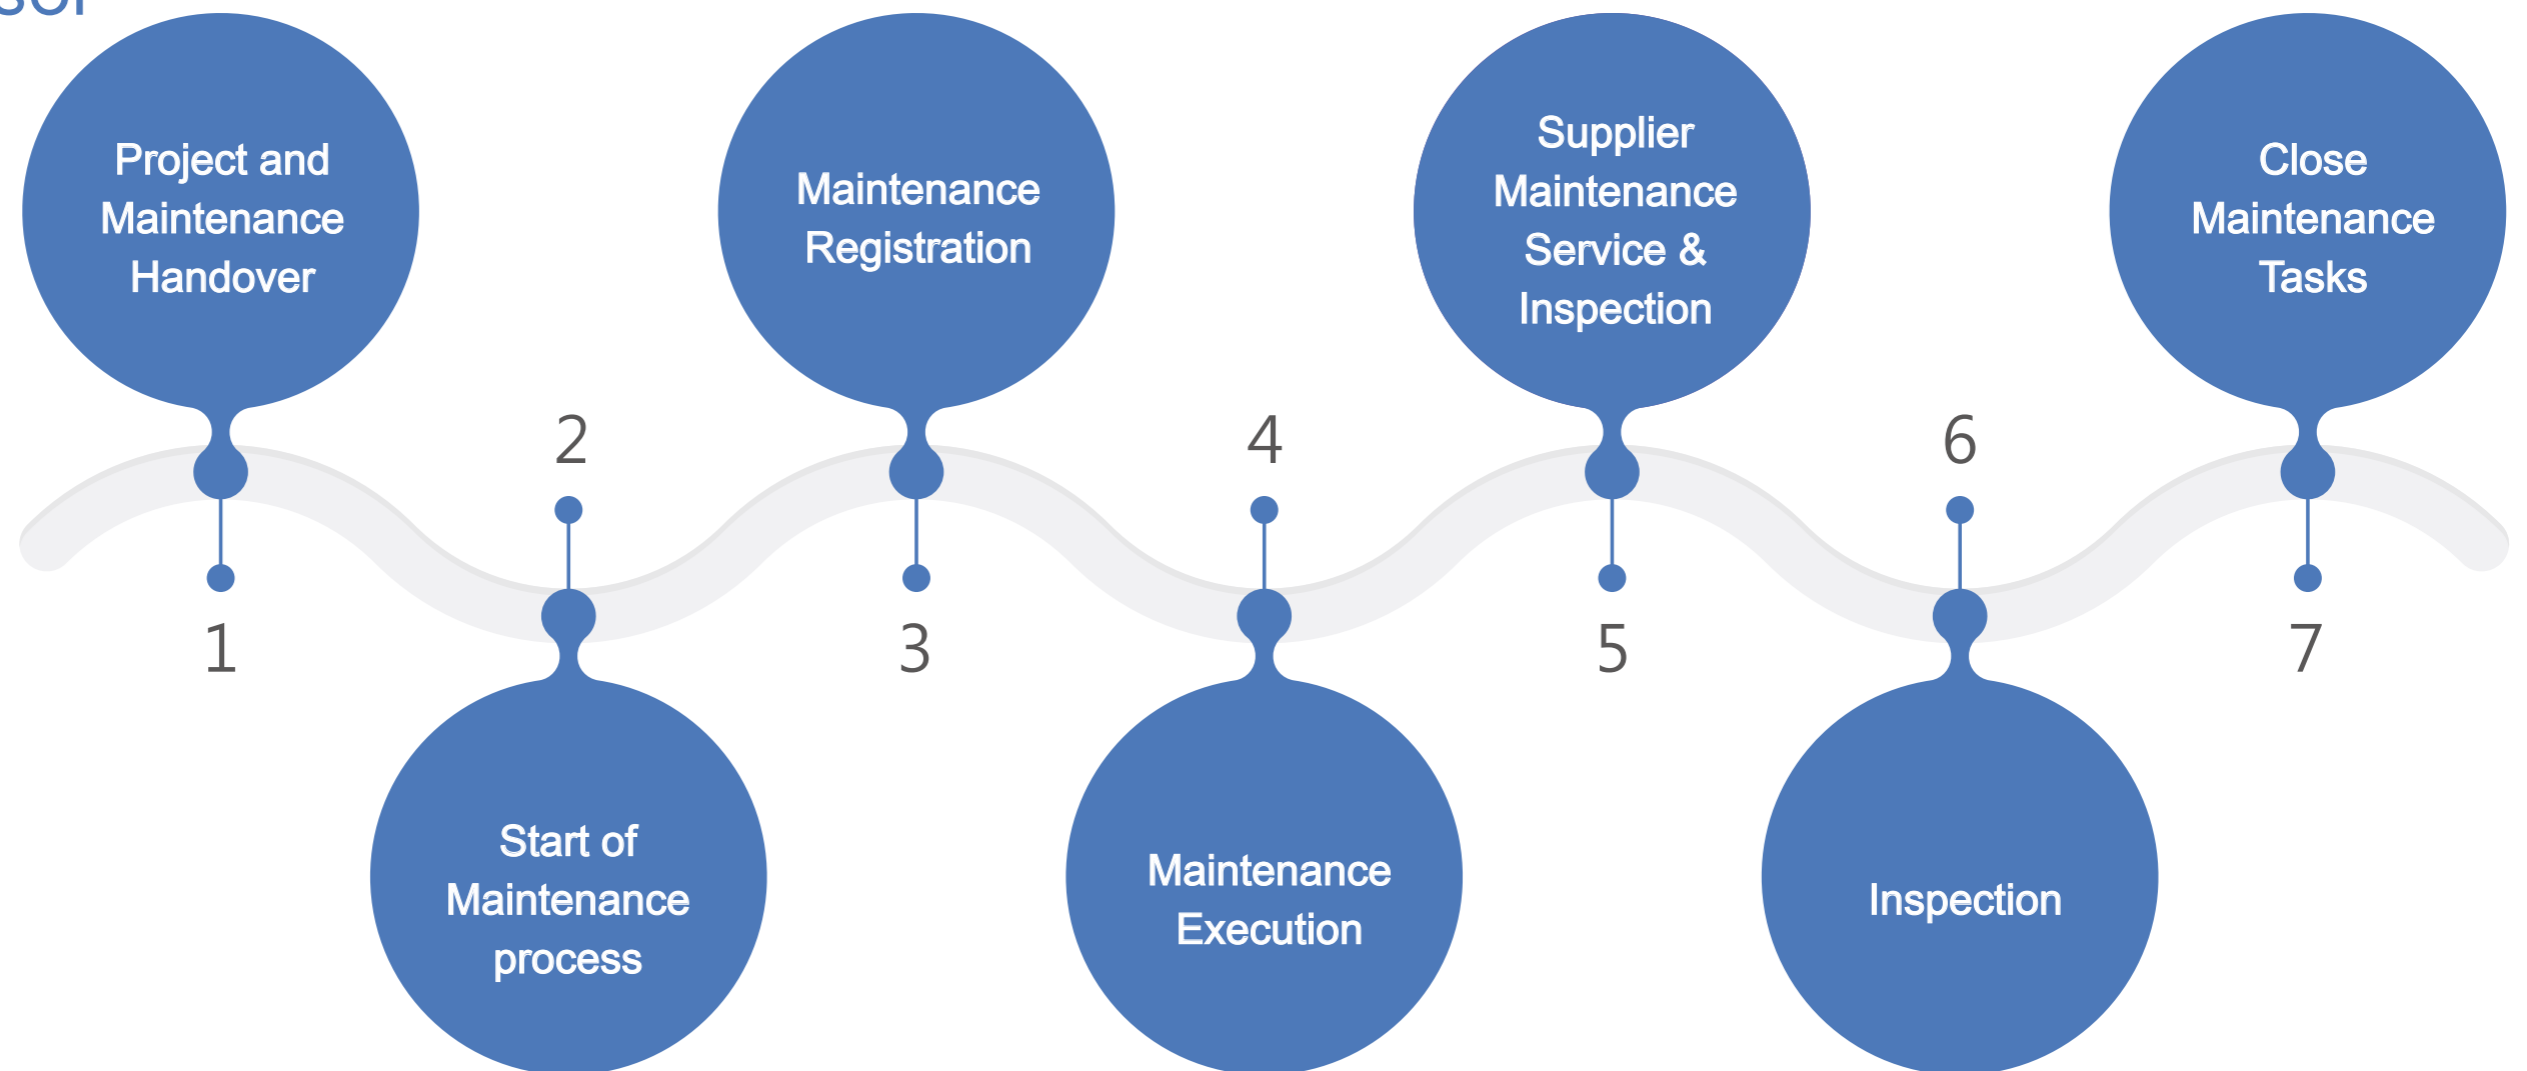 Project and
Maintenance
Handover
1
2
Start of
Maintenance
process
Maintenance
Registration
3
4
Maintenance
Execution
Supplier
Maintenance
Service &
Inspection
5
6
Inspection
Close
Maintenance
Tasks
7